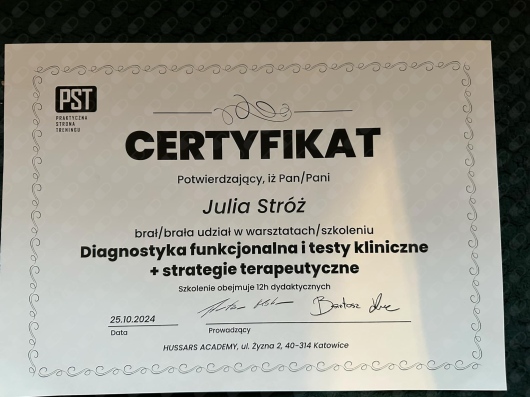 PST
PRAKTYCZNA
STRONA
TRENINGU
CERTYFIKAT
Potwierdzający, iż Pan/Pani
Julia Stróż
brał/brała udział w warsztatach/szkoleniu
Diagnostyka funkcjonalna i testy kliniczne
+ strategie terapeutyczne
Szkolenie obejmuje 12h dydaktycznych
Bartosz
25.10.2024
Data
Prowadzący
HUSSARS ACADEMY, ul. Żyzna 2, 40-314 Katowice